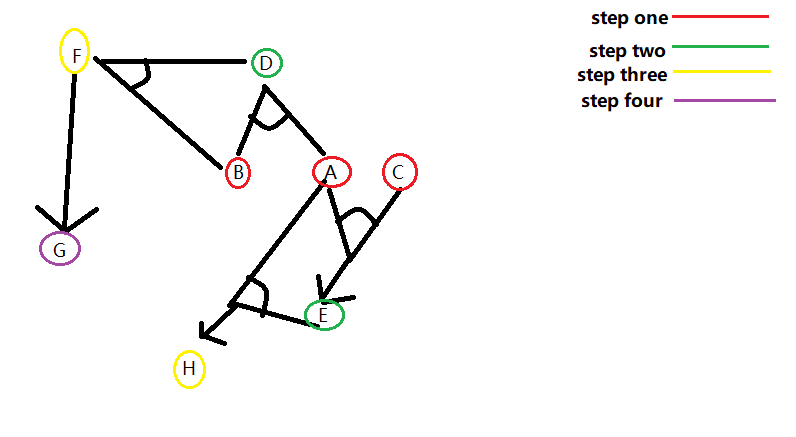 step one
step two
step three
step four
F
D
B
A
C
G
E
H